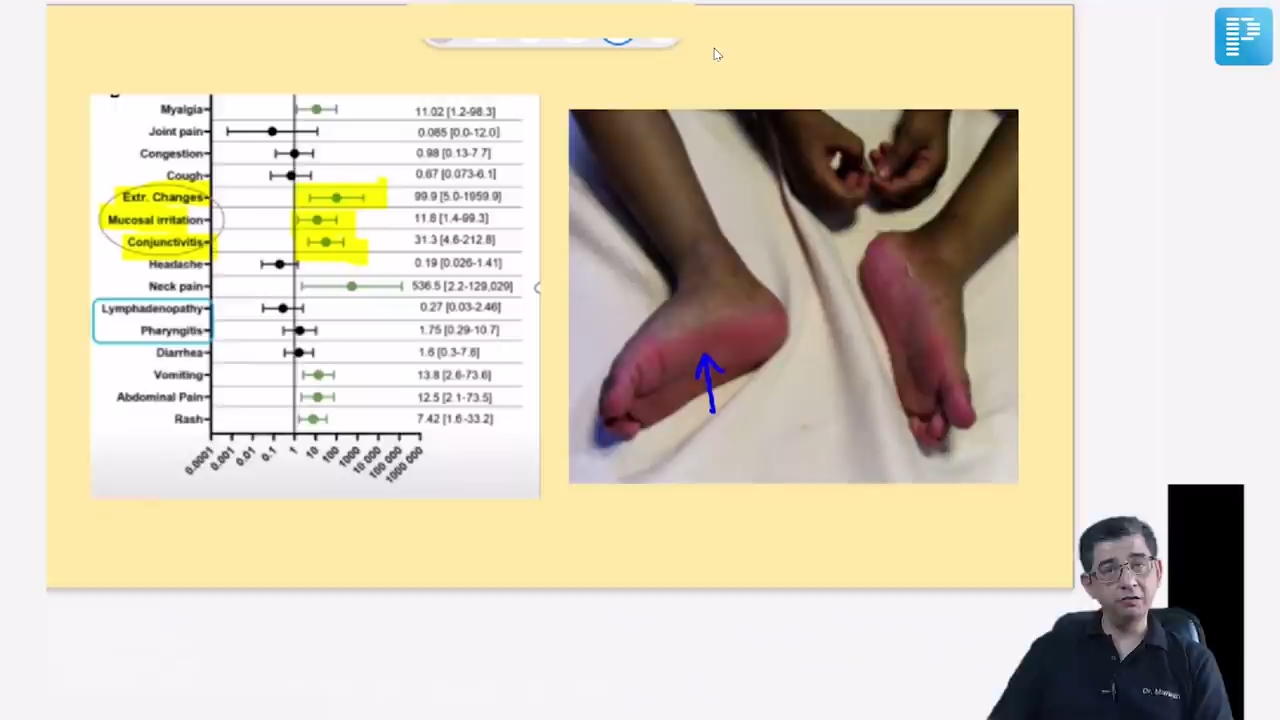 Myalgia 11.02 [1.2-98.3]
Joint pain 0.085 [0.0-12.0]
Congestion 0.98 [0.13-7.7]
Cough 0.67 [0.073-6.1]
Extr. Changes 99.9 [5.0-1959.9]
Mucosal irritation 11.8 [1.4-99.3]
Conjunctivitis 31.3 [4.6-212.8]
Headache 0.19 [0.026-1.41]
Neck pain 536.5 [2.2-129,029]
Lymphadenopathy 0.27 [0.03-2.46]
Pharyngitis 1.75 [0.29-10.7]
Diarrhea 1.6 [0.3-7.6]
Vomiting 13.8 [2.6-73.6]
Abdominal Pain 12.5 [2.1-73.5]
Rash 7.42 [1.6-33.2]
0.0001 0.001 0.01 0.1 1 10 100 1000 10 000 100 000 1000 000
P
Dr.